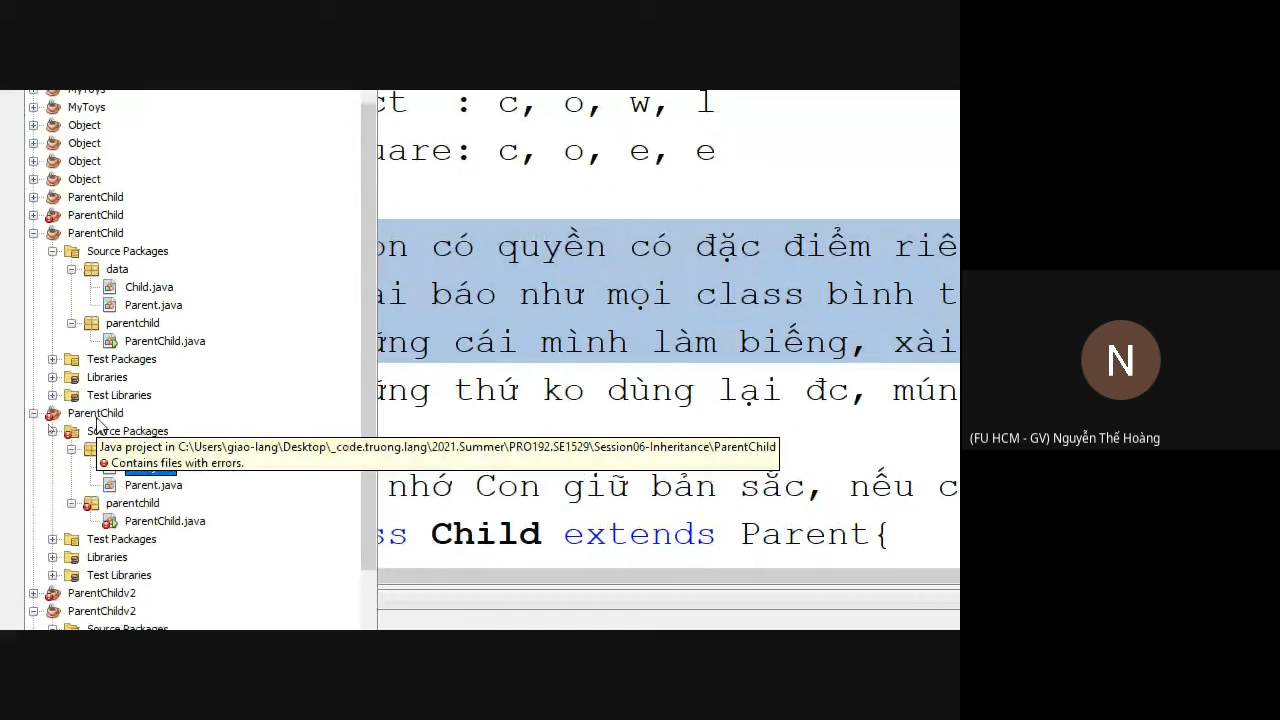 MyToys
MyToys
Object
Object
Object
Object
ParentChild
ParentChild
ParentChild
Source Packages
data
Child.java
Parent.java
parentchild
ParentChild.java
Test Packages
Libraries
Test Libraries
ParentChild
Source Packages
Java project in C:\Users\giao-lang\Desktop\_code.truong.lang\2021.Summer\PRO192.SE1529\Session06-Inheritance\ParentChild
Contains files with errors.
Parent.java
parentchild
ParentChild.java
Test Packages
Libraries
Test Libraries
ParentChildv2
ParentChildv2
Source Packages
ct : c, o, w, l
uare: c, o, e, e
on có quyền có đặc điểm riê
ai báo như mọi class bình t
ững cái mình làm biếng, xài
ững thứ ko dùng lại đc, mún
nhớ Con giữ bản sắc, nếu c
ss Child extends Parent{
N
(FU HCM - GV) Nguyễn Thế Hoàng